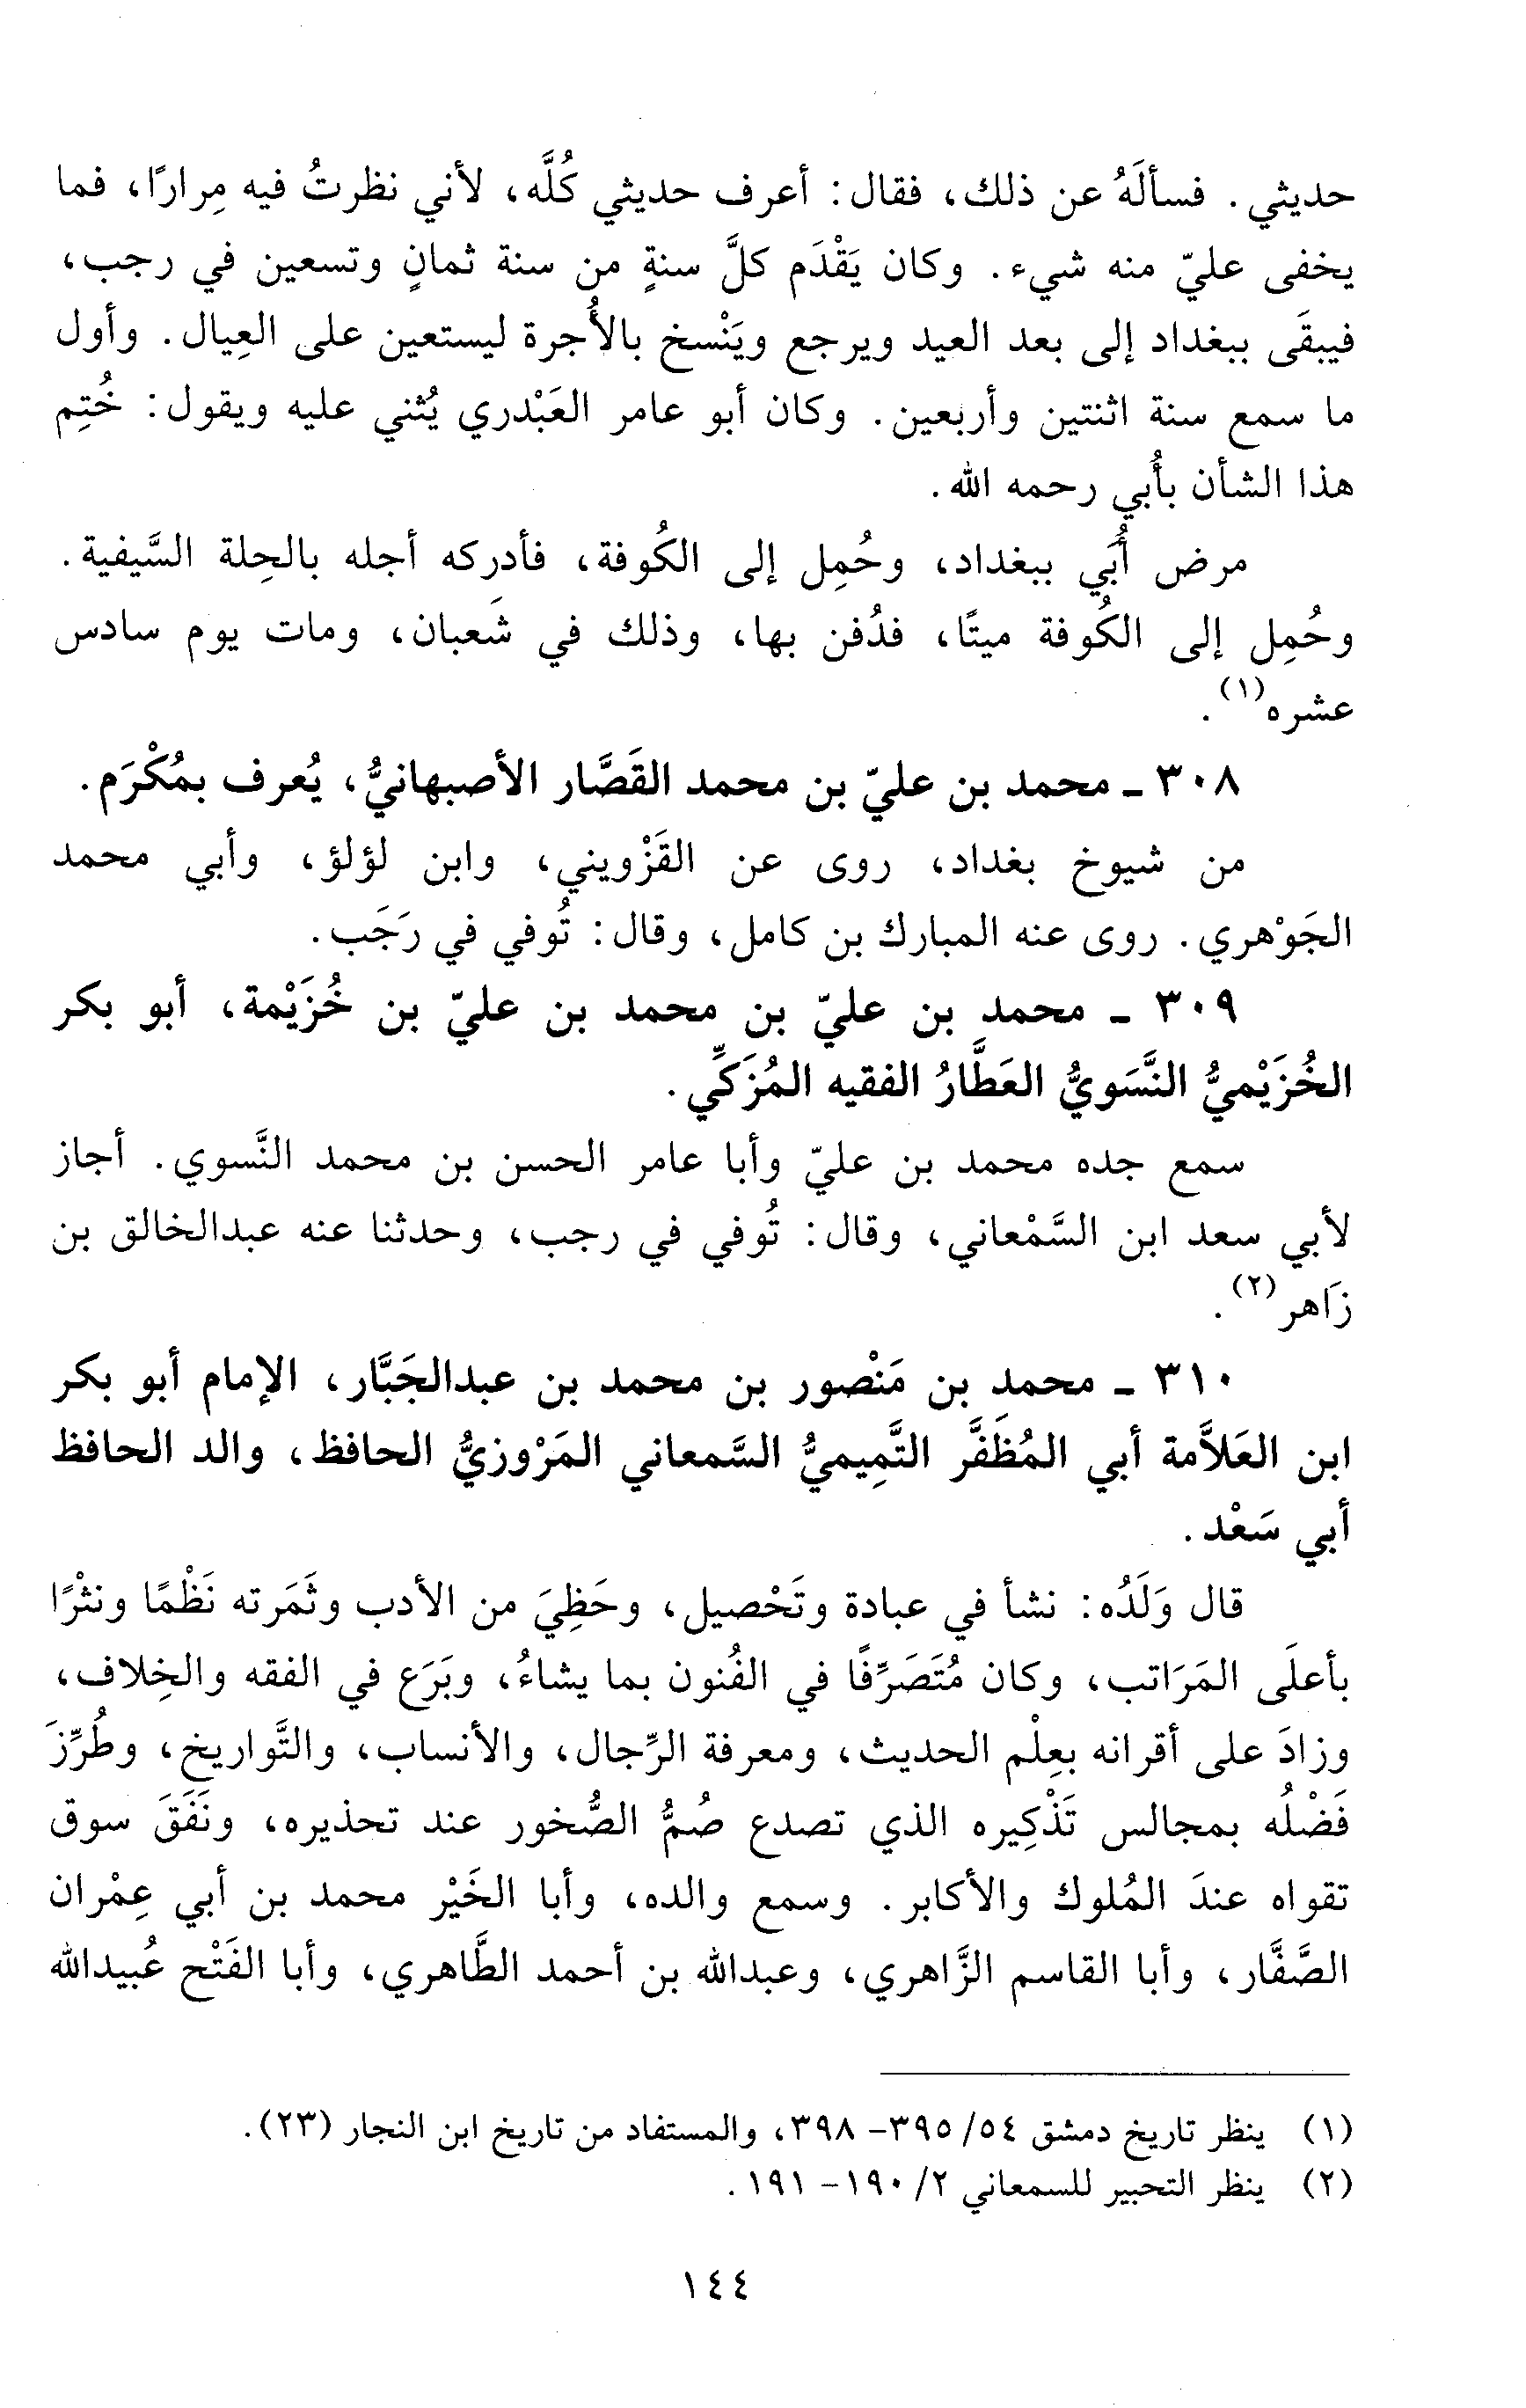 حديثي. فسألَهُ عن ذلك، فقال: أعرف حديثي كُلَّه، لأني نظرتُ فيه مِرارًا، فما
يخفى عليّ منه شيء. وكان يَقْدَم كلَّ سنةٍ من سنة ثمانٍ وتسعين في رجب،
فيبقَى ببغداد إلى بعد العيد ويرجع ويَنْسخ بالأُجرة ليستعين على العِيال. وأول
ما سمع سنة اثنتين وأربعين. وكان أبو عامر العَبْدري يُثني عليه ويقول: خُتِم
هذا الشأن بأُبي رحمه الله.
مرض أُبَي ببغداد، وحُمِل إلى الكُوفة، فأدركه أجله بالحِلة السَّيفية.
وحُمِل إلى الكُوفة ميتًا، فدُفن بها، وذلك في شَعبان، ومات يوم سادس
عشره(١).
٣٠٨ - محمد بن عليّ بن محمد القَصَّار الأصبهانيُّ، يُعرف بمُكْرَم.
من شيوخ بغداد، روى عن القَزْويني، وابن لؤلؤ، وأبي محمد
الجَوْهري. روى عنه المبارك بن كامل، وقال: تُوفي في رَجَب.
٣٠٩ - محمد بن عليّ بن محمد بن عليّ بن خُزَيْمة، أبو بكر
الخُزَيْميُّ النَّسَويُّ العَطَّارُ الفقيه المُزَكِّي.
سمع جده محمد بن عليّ وأبا عامر الحسن بن محمد النَّسوي. أجاز
لأبي سعد ابن السَّمْعاني، وقال: تُوفي في رجب، وحدثنا عنه عبدالخالق بن
زَاهر(٢).
٣١٠ - محمد بن مَنْصور بن محمد بن عبدالجَبَّار، الإمام أبو بكر
ابن العَلاَّمة أبي المُظَفَّر التَّمِيميُّ السَّمعاني المَرْوزيُّ الحافظ، والد الحافظ
أبي سَعْد.
قال وَلَدُه: نشأ في عبادة وتَحْصيل، وحَظِيَ من الأدب وثَمَرته نَظْمًا ونثْرًا
بأعلَى المَرَاتب، وكان مُتَصَرِّفًا في الفُنون بما يشاءُ، وبَرَع في الفقه والخِلاف،
وزادَ على أقرانه بعِلْم الحديث، ومعرفة الرِّجال، والأنساب، والتَّواريخ، وطُرِّزَ
فَضْلُه بمجالس تَذْكِيره الذي تصدع صُمُّ الصُّخور عند تحذيره، ونَفَقَ سوق
تقواه عندَ المُلوك والأكابر. وسمع والده، وأبا الخَيْر محمد بن أبي عِمْران
الصَّفَّار، وأبا القاسم الزَّاهري، وعبدالله بن أحمد الطَّاهري، وأبا الفَتْح عُبيدالله
(١) ينظر تاريخ دمشق ٥٤/ ٣٩٥- ٣٩٨، والمستفاد من تاريخ ابن النجار (٢٣).
(٢) ينظر التحبير للسمعاني ٢/ ١٩٠- ١٩١.
١٤٤